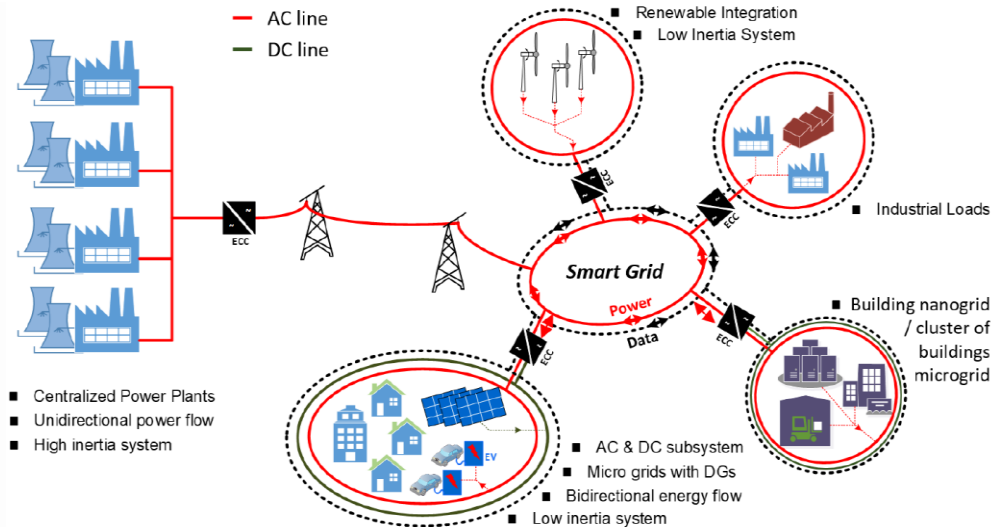 AC line
DC line
Renewable Integration
Low Inertia System
ECC
ECC
Industrial Loads
ECC
Smart Grid
Power
Data
ECC
ECC
Building nanogrid
/ cluster of
buildings
microgrid
Centralized Power Plants
Unidirectional power flow
High inertia system
EV
AC & DC subsystem
Micro grids with DGs
Bidirectional energy flow
Low inertia system